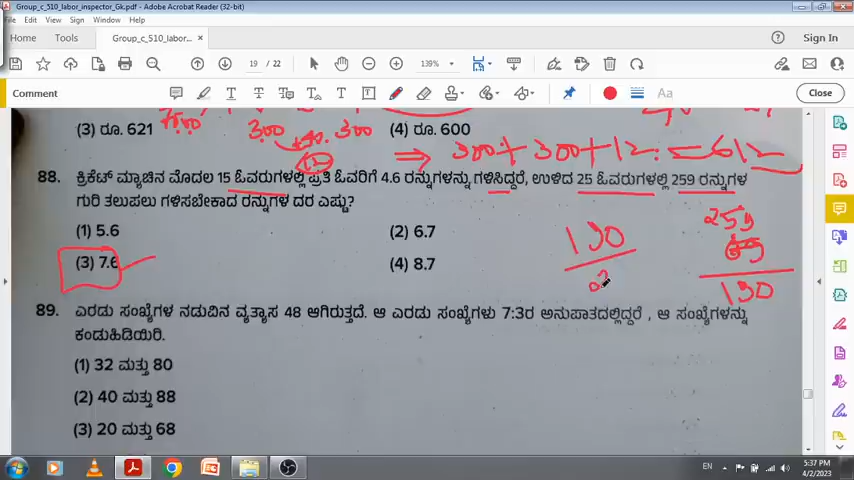 Group_c_510_labor_inspector_Gk.pdf - Adobe Acrobat Reader (32-bit)
File Edit View Sign Window Help
Home Tools Group_c_510_labor... × Sign In
19 / 22 139%
Comment Close
300 300
(3) ರೂ. 621 (4) ರೂ. 600
12 ⇒ 300+300+12 = 612
88. ಕ್ರಿಕೆಟ್ ಮ್ಯಾಚಿನ ಮೊದಲ 15 ಓವರುಗಳಲ್ಲಿ ಪ್ರತಿ ಓವರಿಗೆ 4.6 ರನ್ನುಗಳನ್ನು ಗಳಿಸಿದ್ದರೆ, ಉಳಿದ 25 ಓವರುಗಳಲ್ಲಿ 259 ರನ್ನುಗಳ
ಗುರಿ ತಲುಪಲು ಗಳಿಸಬೇಕಾದ ರನ್ನುಗಳ ದರ ಎಷ್ಟು?
(1) 5.6 (2) 6.7
259
69
190
(3) 7.6 (4) 8.7
190
89. ಎರಡು ಸಂಖ್ಯೆಗಳ ನಡುವಿನ ವ್ಯತ್ಯಾಸ 48 ಆಗಿರುತ್ತದೆ. ಆ ಎರಡು ಸಂಖ್ಯೆಗಳು 7:3ರ ಅನುಪಾತದಲ್ಲಿದ್ದರೆ , ಆ ಸಂಖ್ಯೆಗಳನ್ನು
ಕಂಡುಹಿಡಿಯಿರಿ.
(1) 32 ಮತ್ತು 80
(2) 40 ಮತ್ತು 88
(3) 20 ಮತ್ತು 68
EN 5:37 PM
4/2/2023